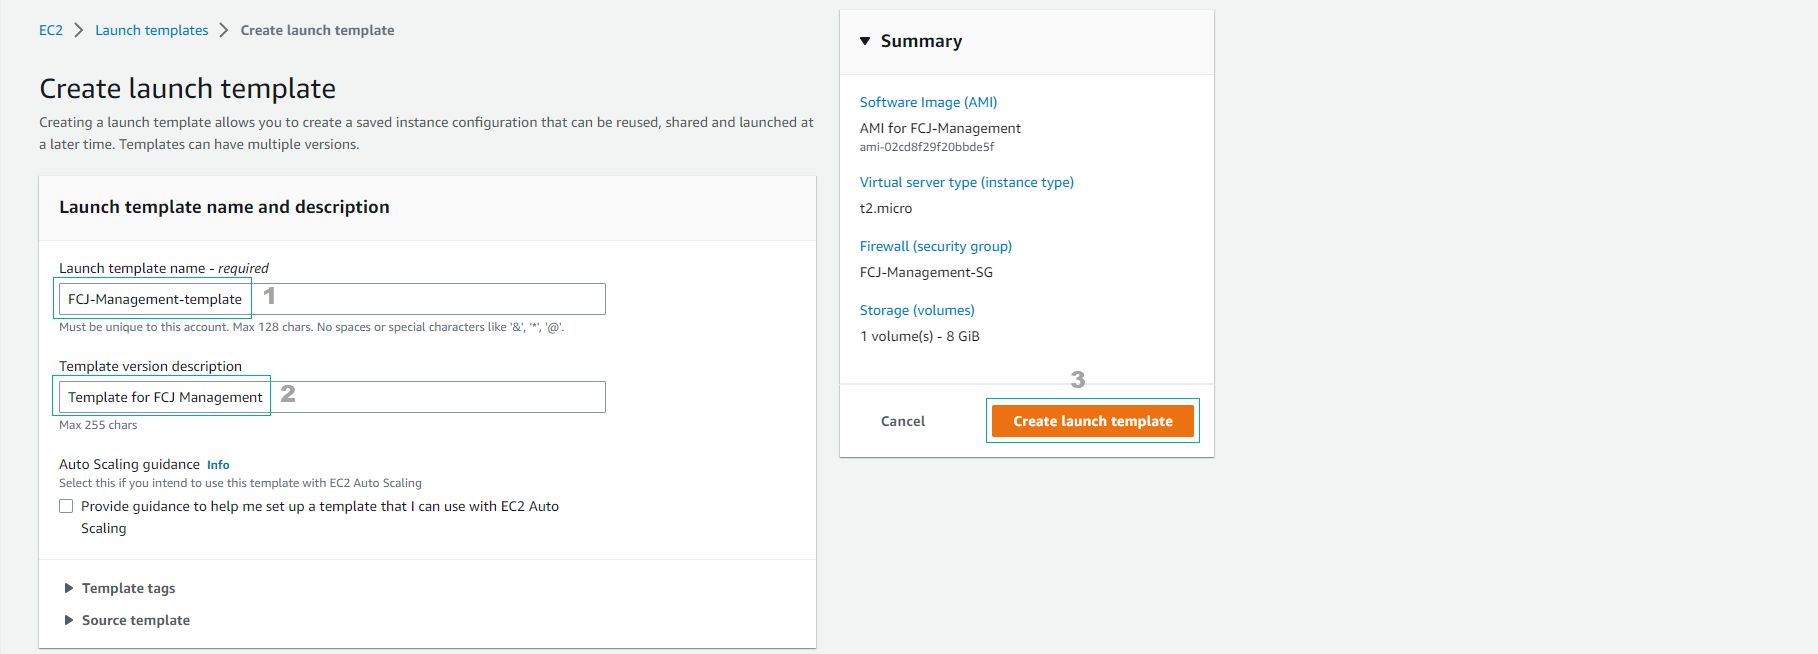 EC2 > Launch templates > Create launch template
Create launch template
Creating a launch template allows you to create a saved instance configuration that can be reused, shared and launched at
a later time. Templates can have multiple versions.
Launch template name and description
Launch template name - required
FCJ-Management-template 1
Must be unique to this account. Max 128 chars. No spaces or special characters like '&', '*', '@'.
Template version description
Template for FCJ Management 2
Max 255 chars
Auto Scaling guidance Info
Select this if you intend to use this template with EC2 Auto Scaling
Provide guidance to help me set up a template that I can use with EC2 Auto
Scaling
Template tags
Source template
Summary
Software Image (AMI)
AMI for FCJ-Management
ami-02cd8f29f20bbde5f
Virtual server type (instance type)
t2.micro
Firewall (security group)
FCJ-Management-SG
Storage (volumes)
1 volume(s) - 8 GiB
3
Cancel Create launch template